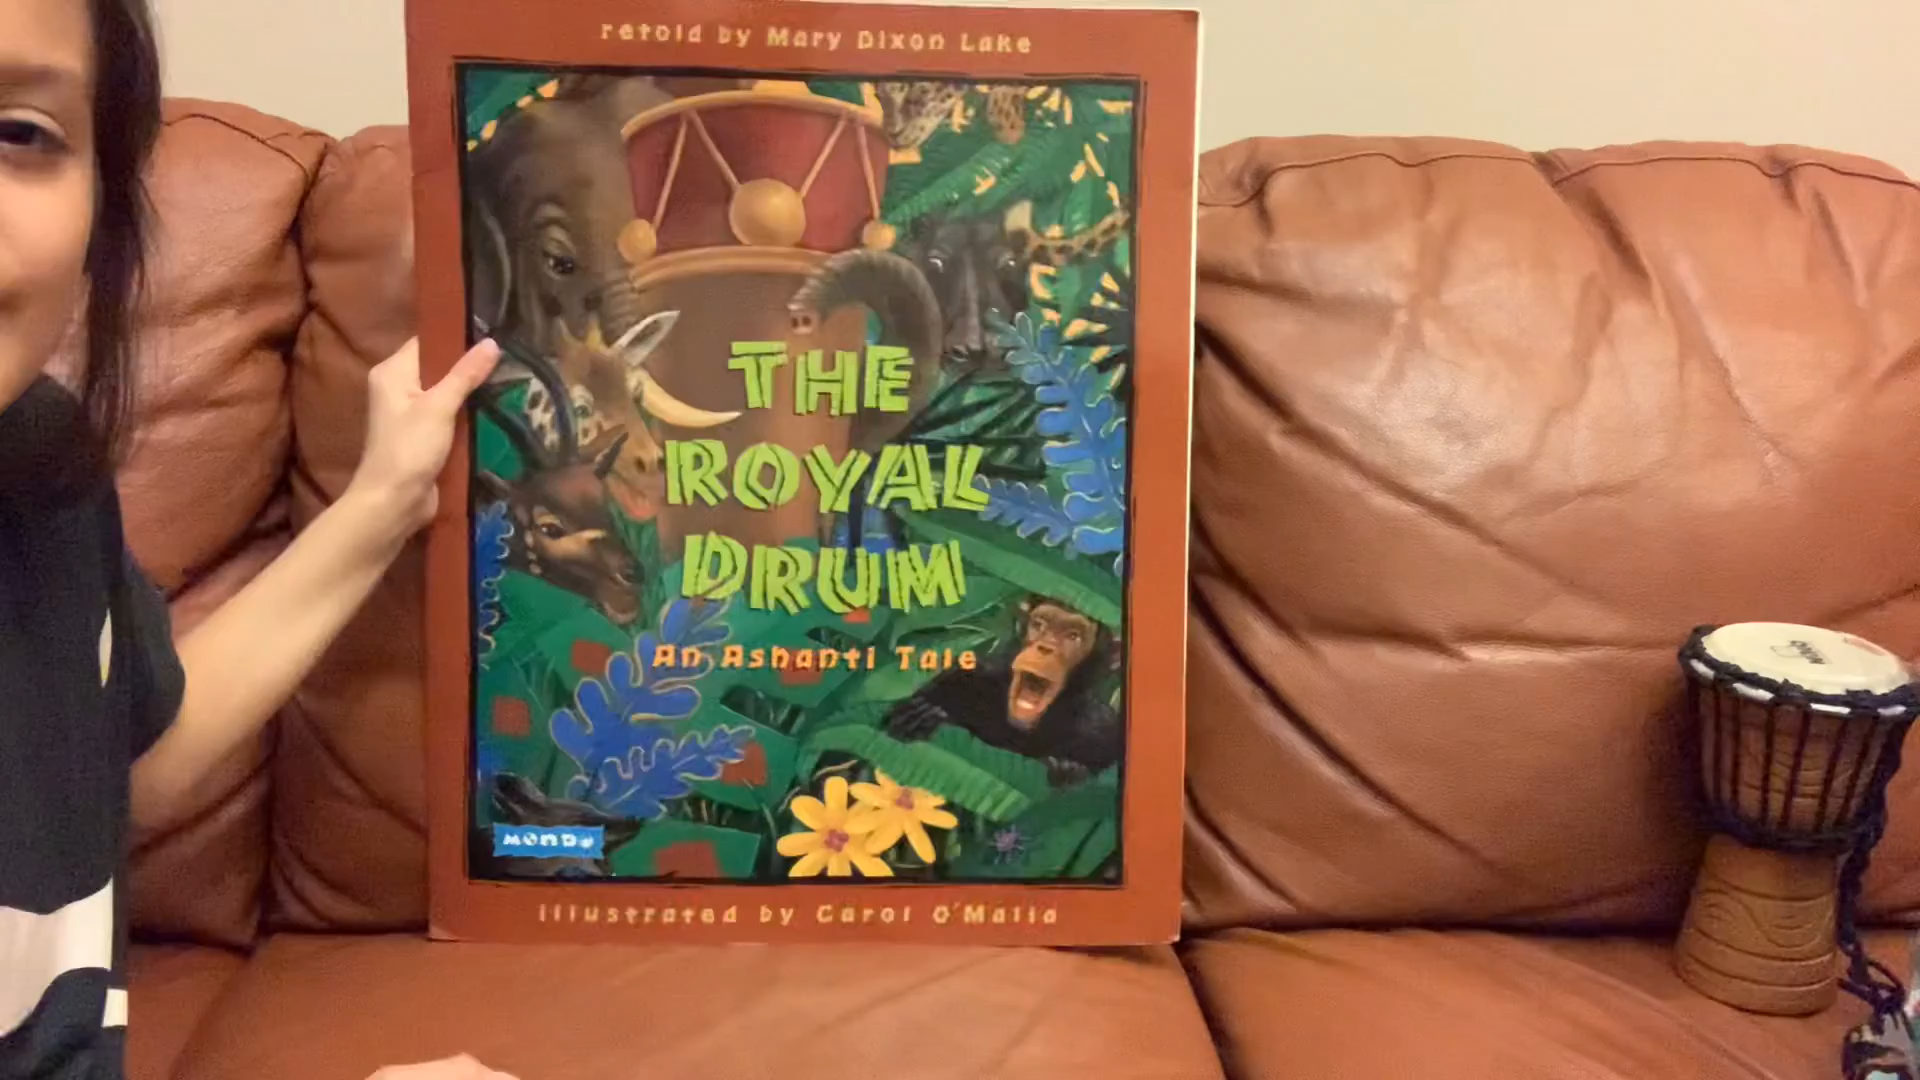 retold by Mary Dixon Lake
THE
ROYAL
DRUM
An Ashanti Tale
MONDO
illustrated by Carol O'Malia